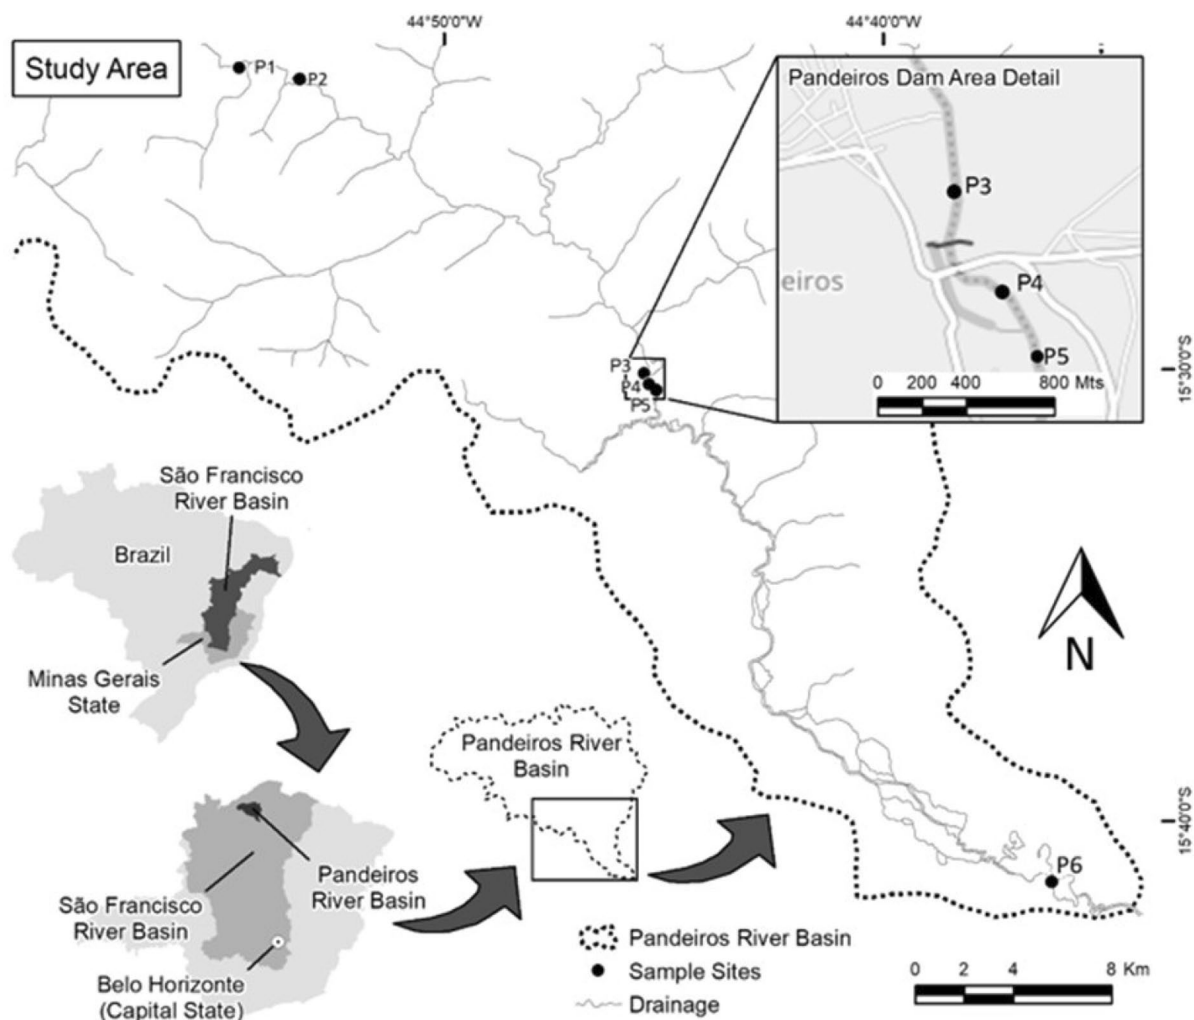 44°50'0"W
44°40'0"W
Study Area
P1
P2
Pandeiros Dam Area Detail
P3
eiros
P4
P5
0 200 400 800 Mts
15°30'0"S
P3
P4
P5
São Francisco
River Basin
Brazil
Minas Gerais
State
N
Pandeiros River
Basin
15°40'0"S
P6
Pandeiros
River Basin
São Francisco
River Basin
Belo Horizonte
(Capital State)
Pandeiros River Basin
Sample Sites
Drainage
0 2 4 8 Km